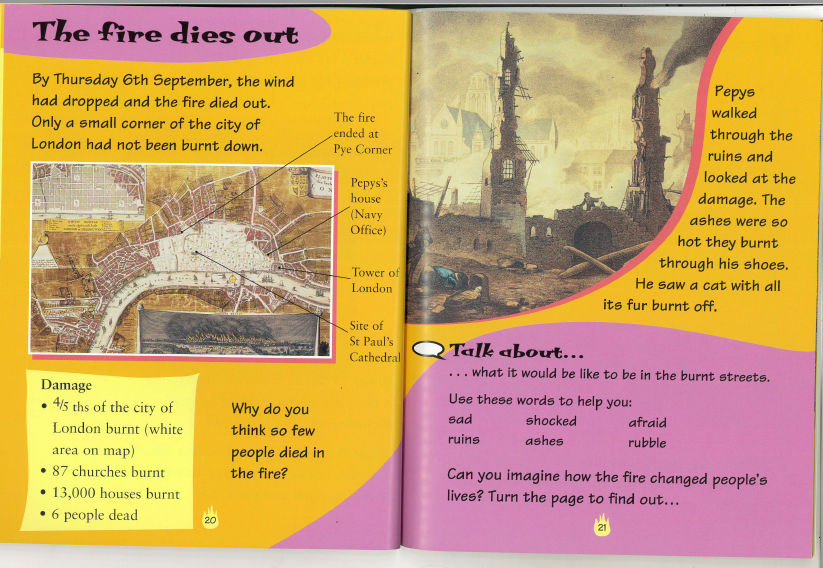 The fire dies out
By Thursday 6th September, the wind
had dropped and the fire died out.
Only a small corner of the city of
London had not been burnt down.
The fire
ended at
Pye Corner
Pepys's
house
(Navy
Office)
Tower of
London
Site of
St Paul's
Cathedral
Damage
• 4/5 ths of the city of
London burnt (white
area on map)
• 87 churches burnt
• 13,000 houses burnt
• 6 people dead
Why do you
think so few
people died in
the fire?
20
Pepys
walked
through the
ruins and
looked at the
damage. The
ashes were so
hot they burnt
through his shoes.
He saw a cat with all
its fur burnt off.
Talk about...
. . . what it would be like to be in the burnt streets.
Use these words to help you:
sad shocked afraid
ruins ashes rubble
Can you imagine how the fire changed people's
lives? Turn the page to find out...
21